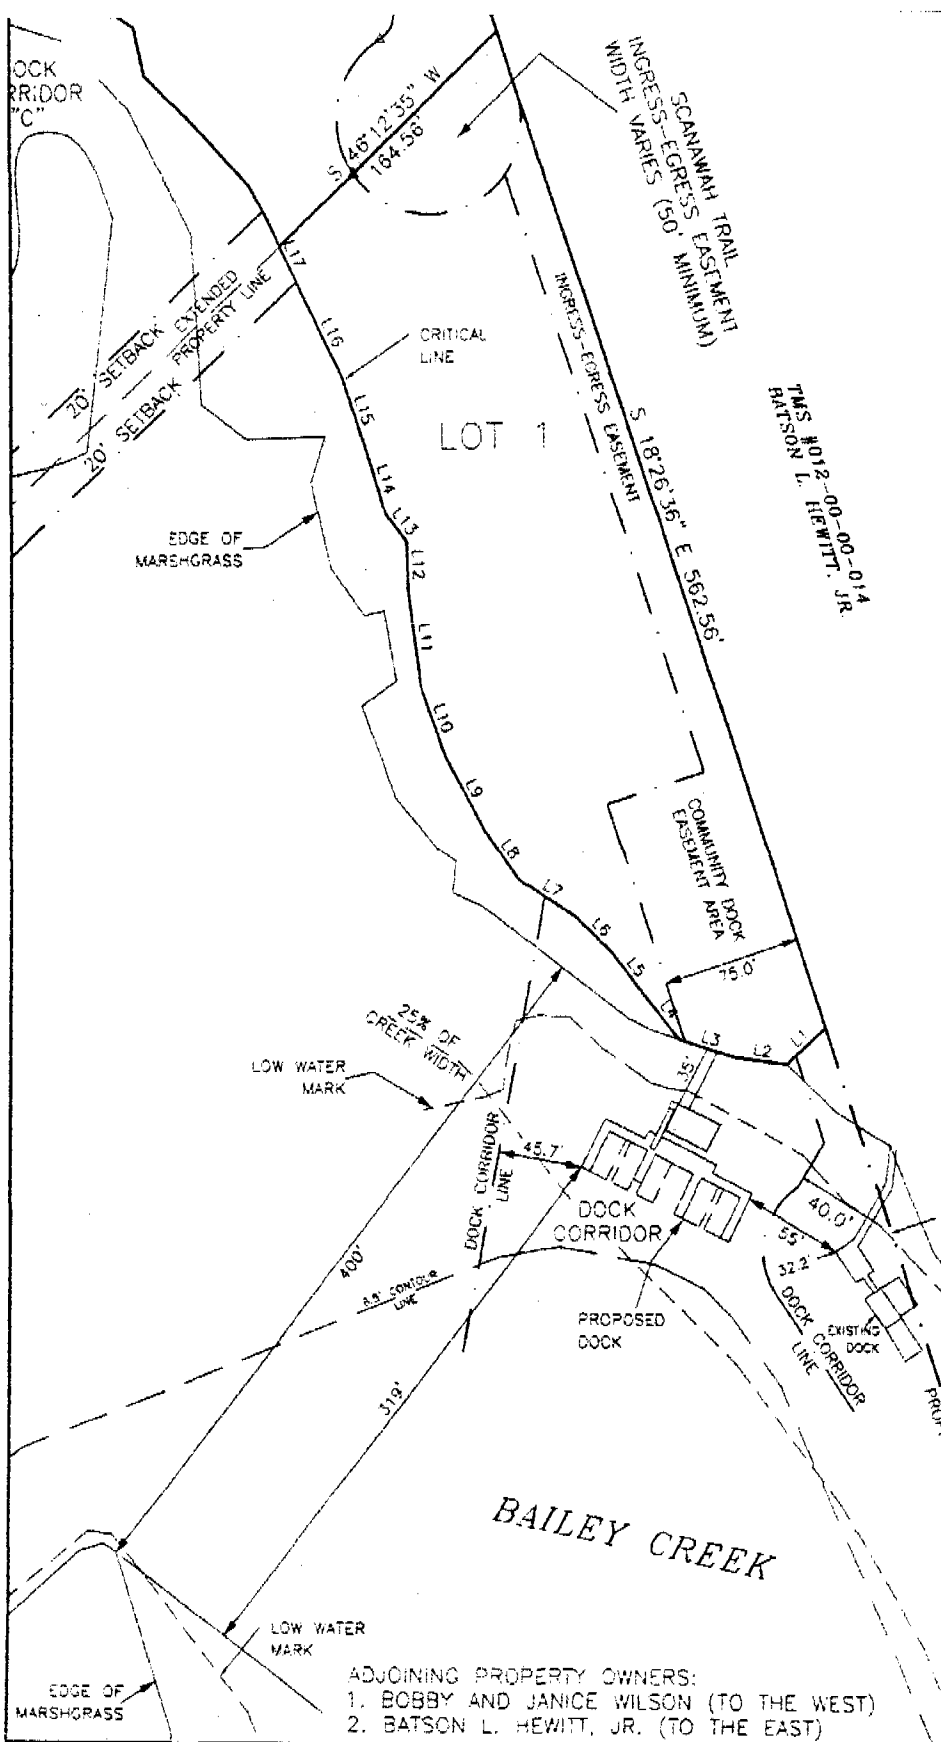 OCK
RRIDOR
"C"
S 46°12'35" W
164.56'
SCANAWAH TRAIL
INGRESS-EGRESS EASEMENT
WIDTH VARIES (50' MINIMUM)
L17
20' SETBACK EXTENDED
PROPERTY LINE
20' SETBACK
L16
CRITICAL
LINE
L15
LOT 1
INGRESS-EGRESS EASEMENT
S 18°26'36" E 562.56'
TMS #012-00-00-014
BATSON L. HEWITT, JR.
L14
L13
EDGE OF
MARSHGRASS
L12
L11
L10
L9
L8
L7
L6
L5
L4
L3
L2
L1
COMMUNITY DOCK
EASEMENT AREA
75.0'
25% OF
CREEK WIDTH
LOW WATER
MARK
35'
DOCK CORRIDOR
LINE
45.7'
DOCK
CORRIDOR
40.0'
55'
32.2'
400'
CONTOUR
LINE
PROPOSED
DOCK
DOCK CORRIDOR
LINE
EXISTING
DOCK
PROP
319'
BAILEY CREEK
LOW WATER
MARK
EDGE OF
MARSHGRASS
ADJOINING PROPERTY OWNERS:
1. BOBBY AND JANICE WILSON (TO THE WEST)
2. BATSON L. HEWITT, JR. (TO THE EAST)